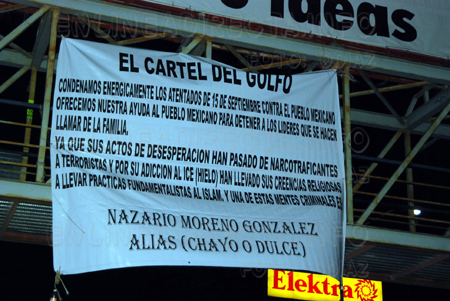 e Ideas
EL CARTEL DEL GOLFO
CONDENAMOS ENERGICAMENTE LOS ATENTADOS DE 15 DE SEPTIEMBRE CONTRA EL PUEBLO MEXICANO
OFRECEMOS NUESTRA AYUDA AL PUEBLO MEXICANO PARA DETENER A LOS LIDERES QUE SE HACEN
LLAMAR DE LA FAMILIA.
YA QUE SUS ACTOS DE DESESPERACION HAN PASADO DE NARCOTRAFICANTES
A TERRORISTAS Y POR SU ADICCION AL ICE (HIELO) HAN LLEVADO SUS CREENCIAS RELIGIOSAS
A LLEVAR PRACTICAS FUNDAMENTALISTAS AL ISLAM, Y UNA DE ESTAS MENTES CRIMINALES ES
NAZARIO MORENO GONZALEZ
ALIAS (CHAYO O DULCE)
Elektra